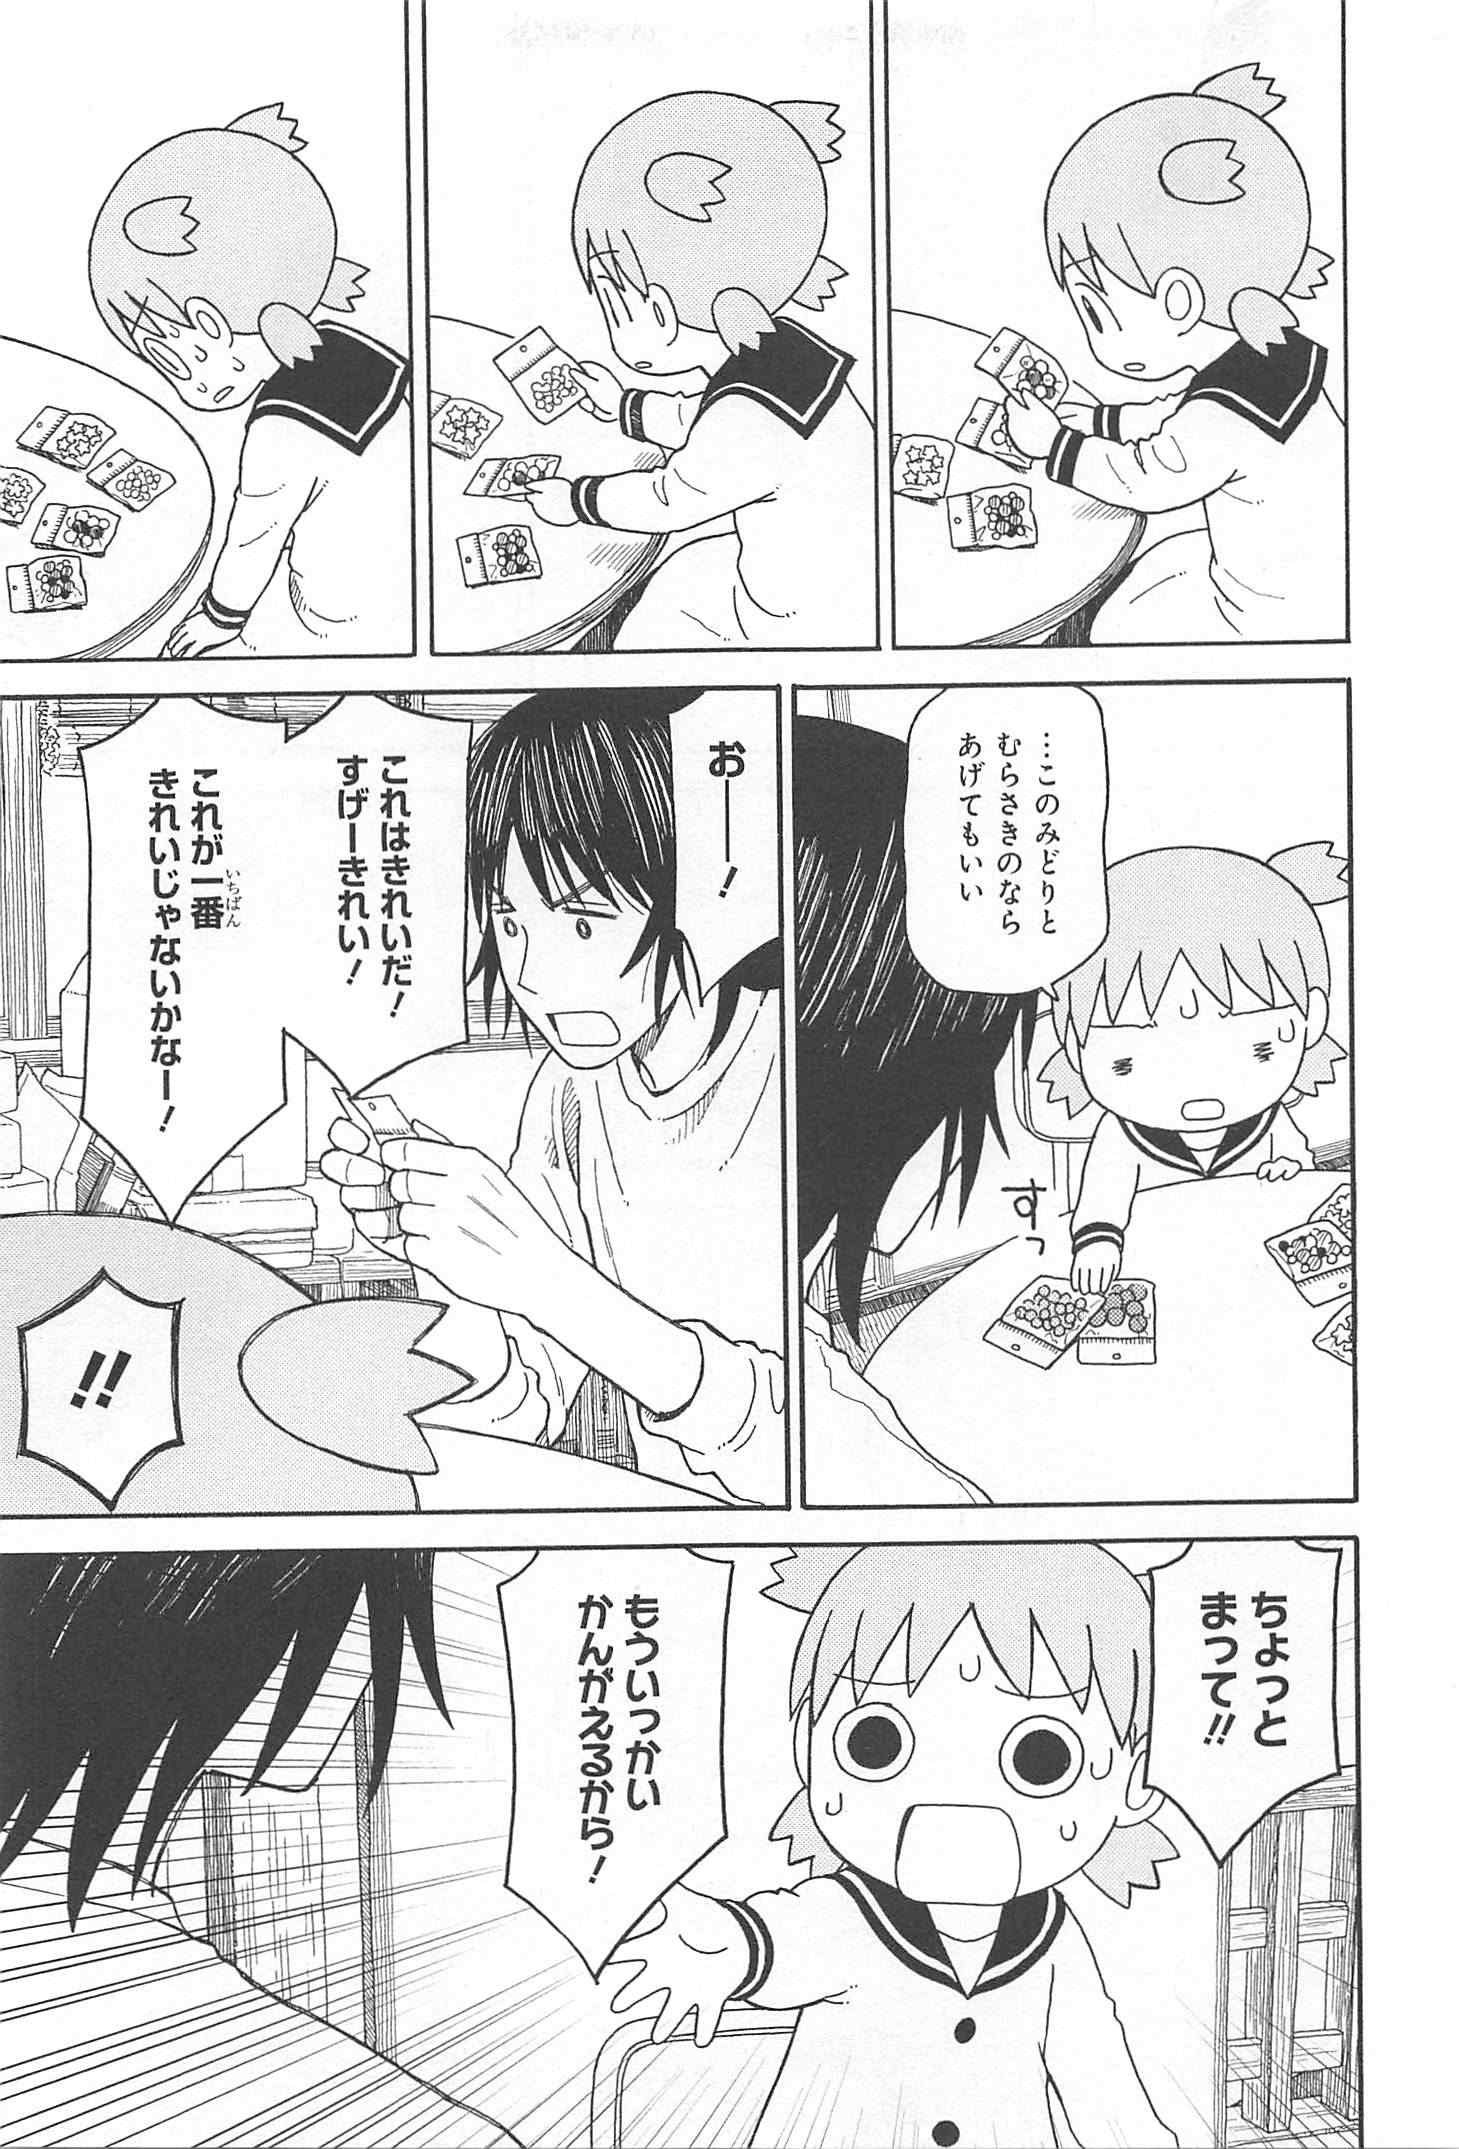 …このみどりと
むらさきのなら
あげてもいい
すっ
おーー！
これはきれいだ！
すげーきれい！
これが一番
いちばん
きれいじゃないかなー！
!!
ちょっと
まって!!
もういっかい
かんがえるから！